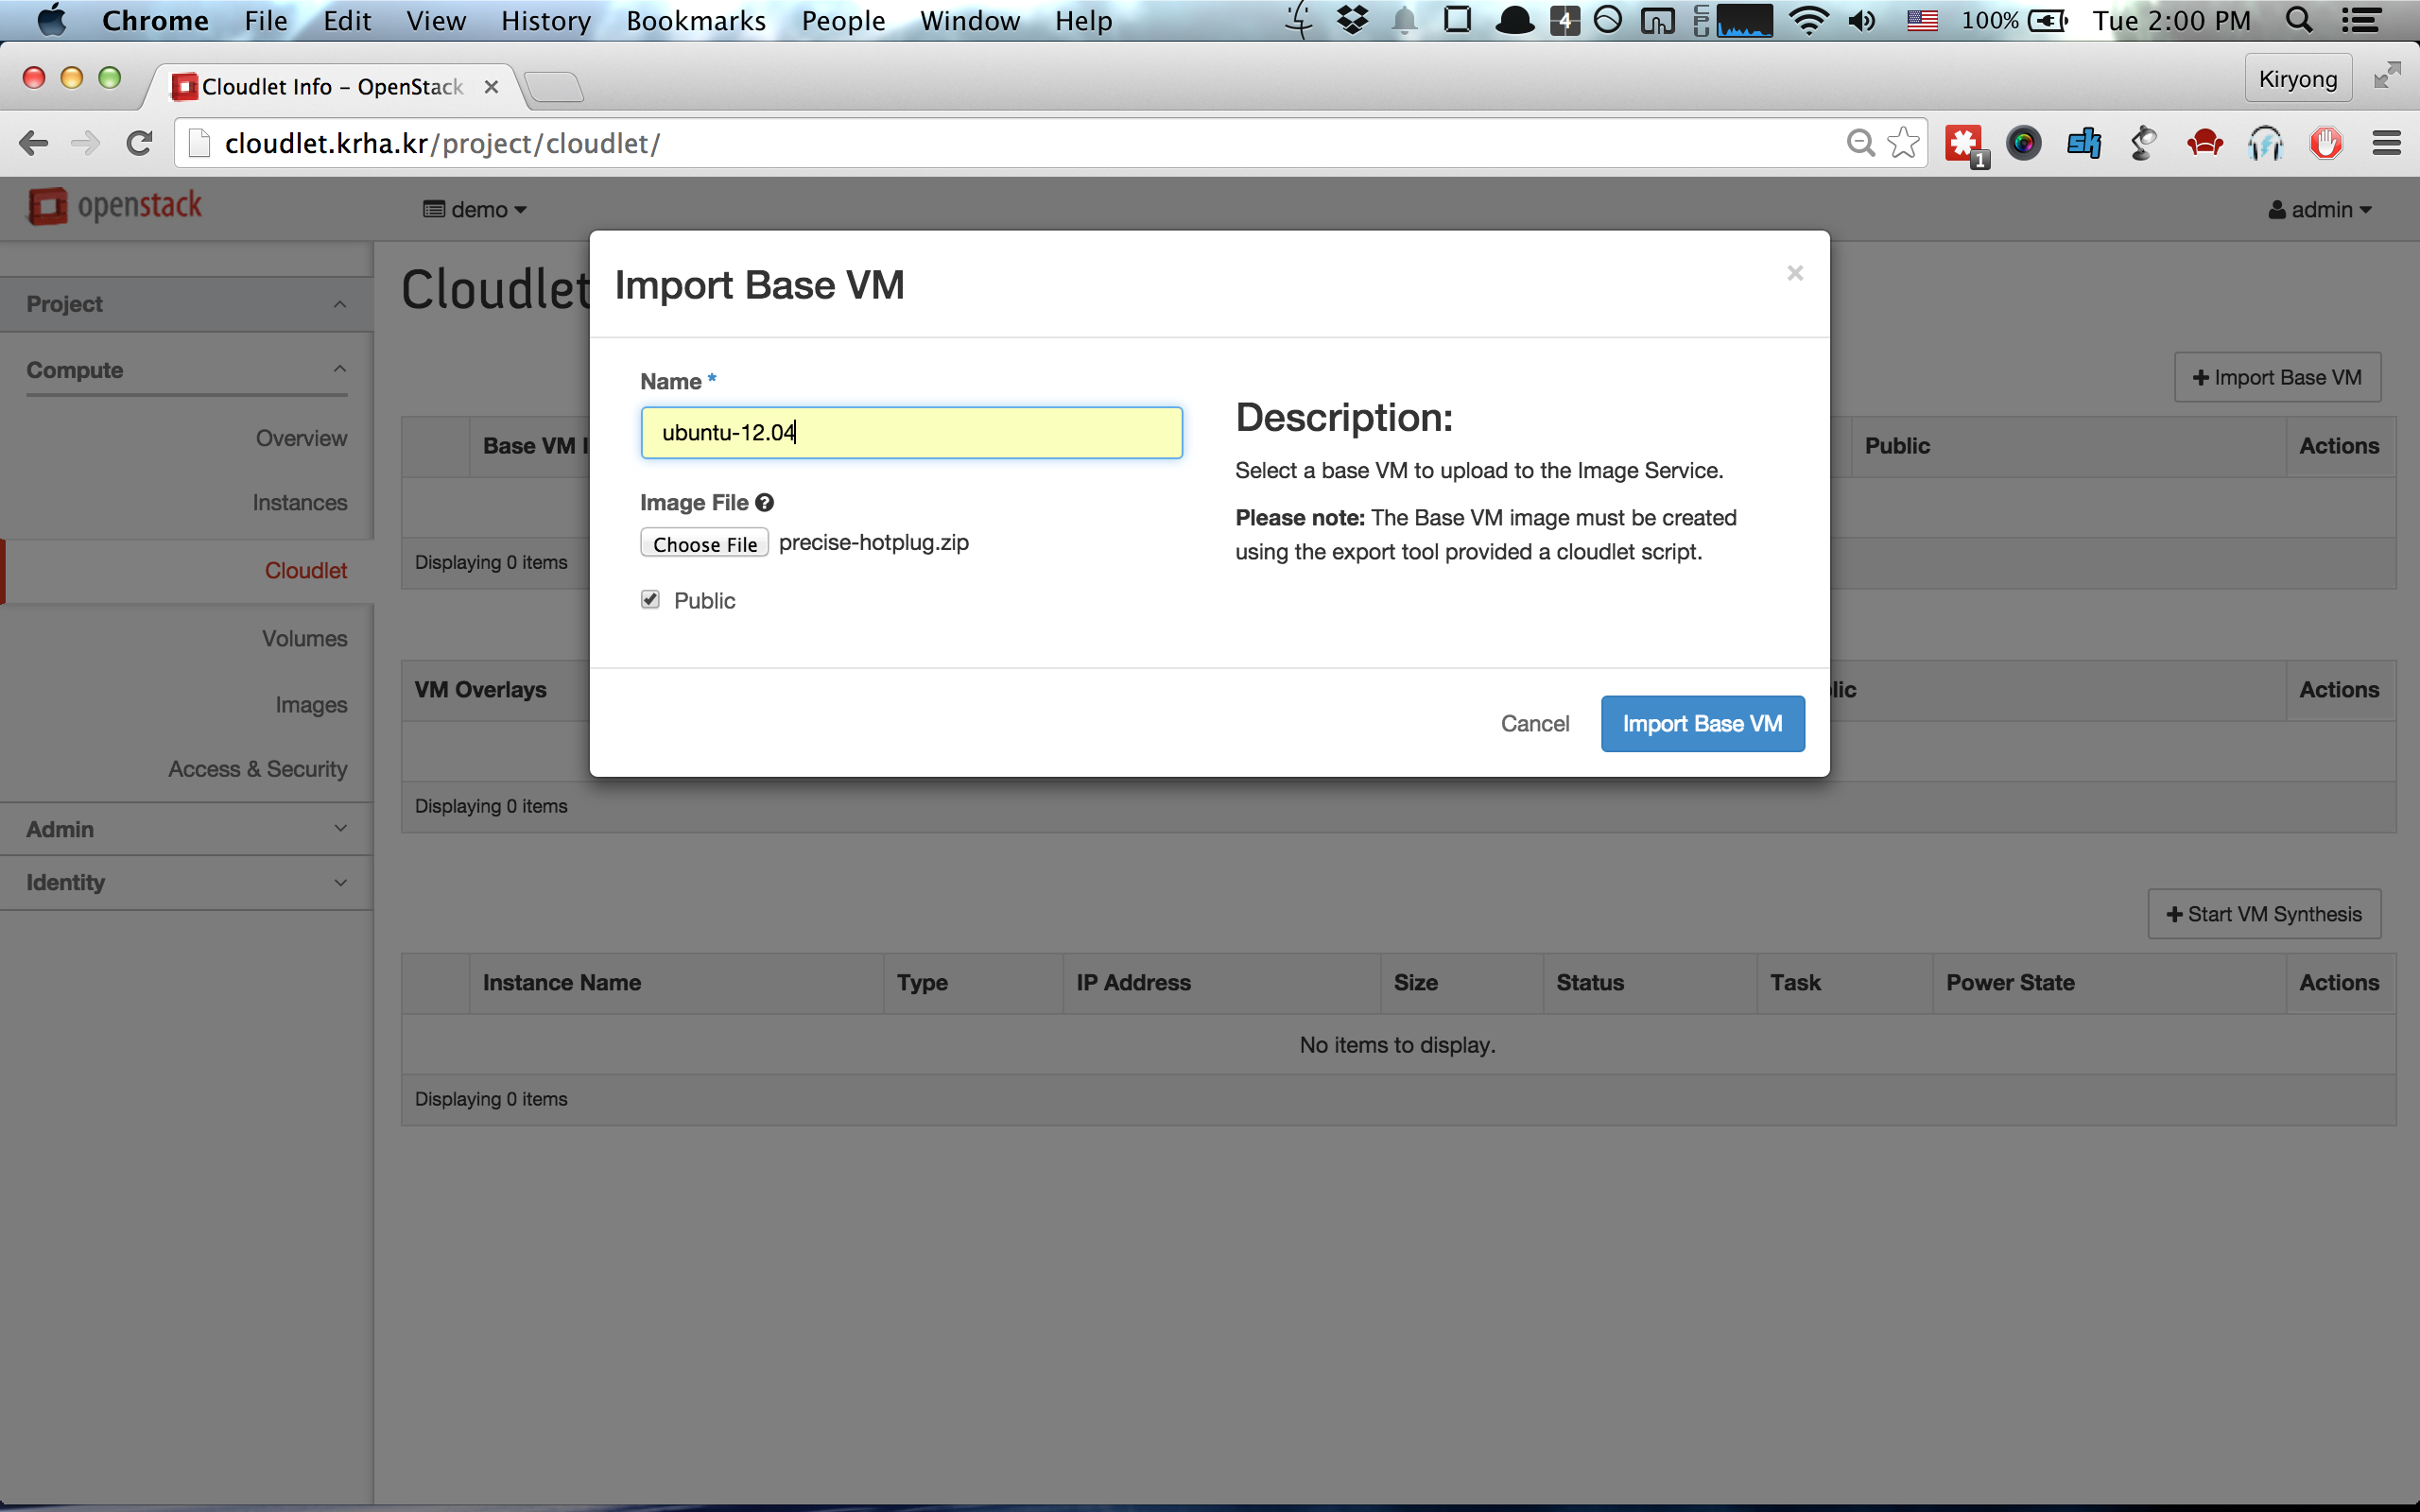 Chrome File Edit View History Bookmarks People Window Help 4 CPU 100% Tue 2:00 PM
Cloudlet Info – OpenStack Kiryong
cloudlet.krha.kr/project/cloudlet/ sk 1
openstack demo admin
Import Base VM
Cloudlet
Project
Compute
+ Import Base VM
Name *
ubuntu-12.04
Description:
Select a base VM to upload to the Image Service.
Please note: The Base VM image must be created
using the export tool provided a cloudlet script.
Image File
Choose File precise-hotplug.zip
Public
Cancel Import Base VM
Overview
Instances
Cloudlet
Volumes
Images
Access & Security
Admin
Identity
Base VM I Public Actions
Displaying 0 items
VM Overlays lic Actions
Displaying 0 items
+ Start VM Synthesis
Instance Name Type IP Address Size Status Task Power State Actions
No items to display.
Displaying 0 items